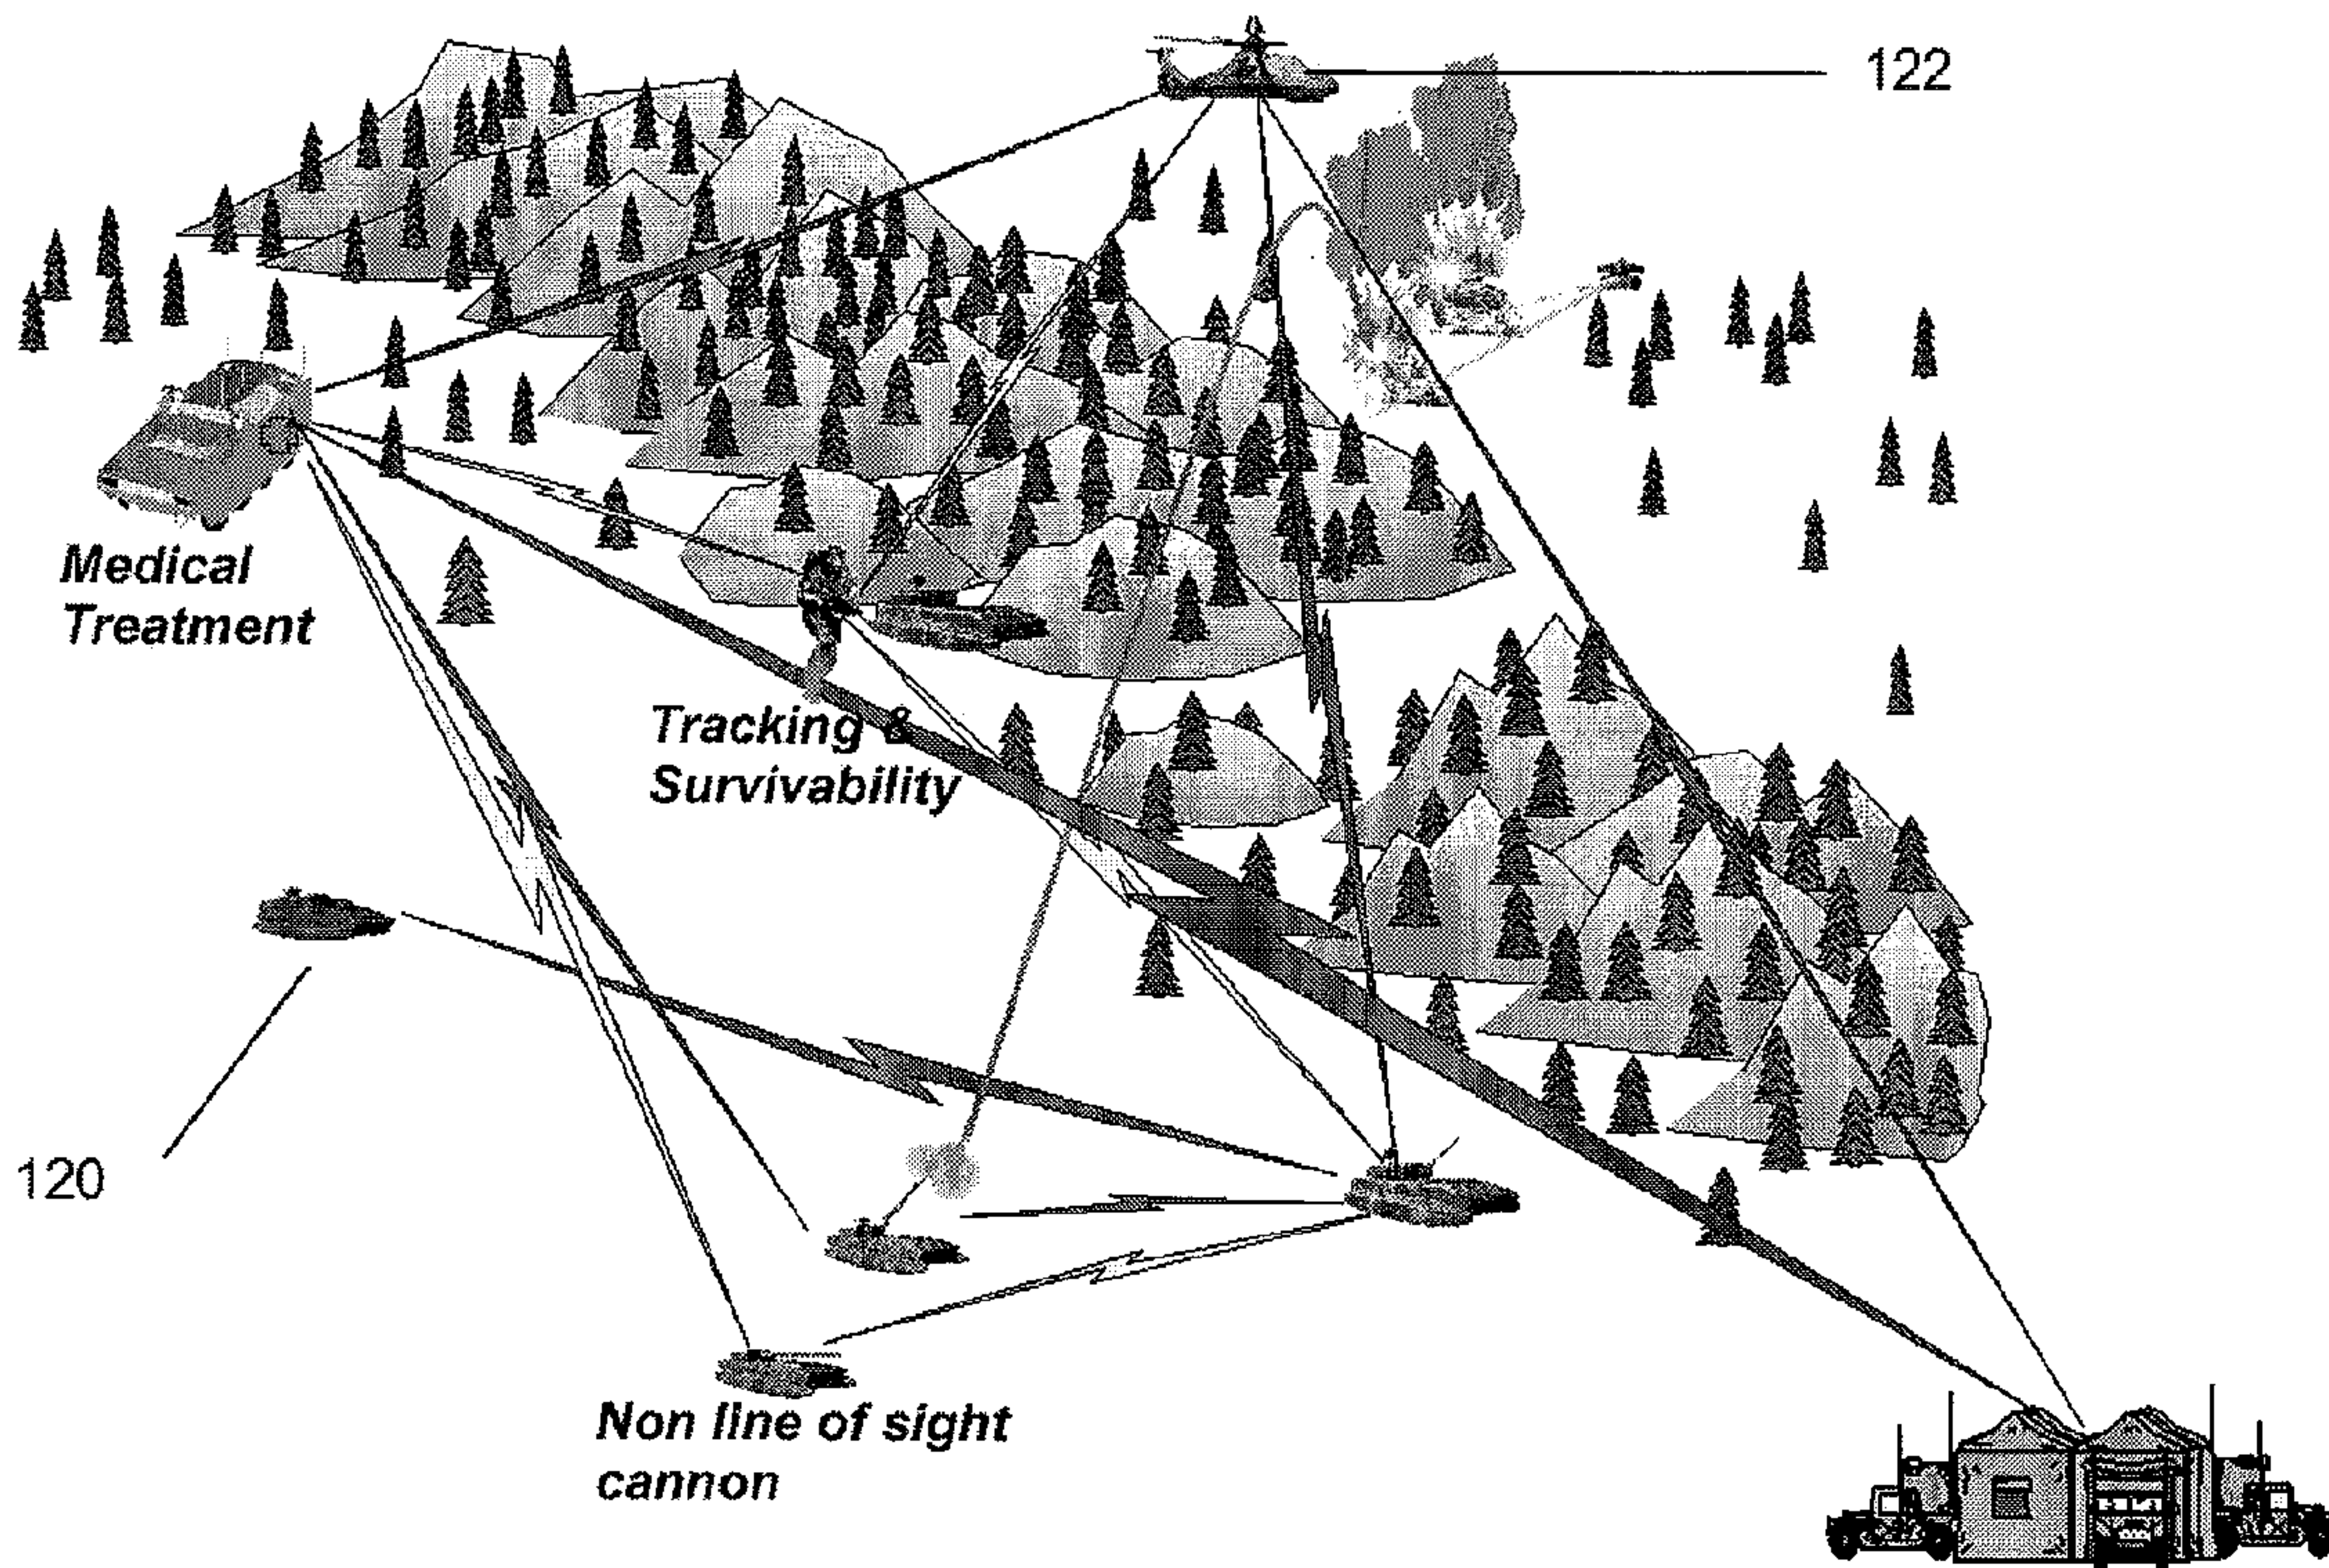 122
Medical
Treatment
Tracking &
Survivability
120
Non line of sight
cannon